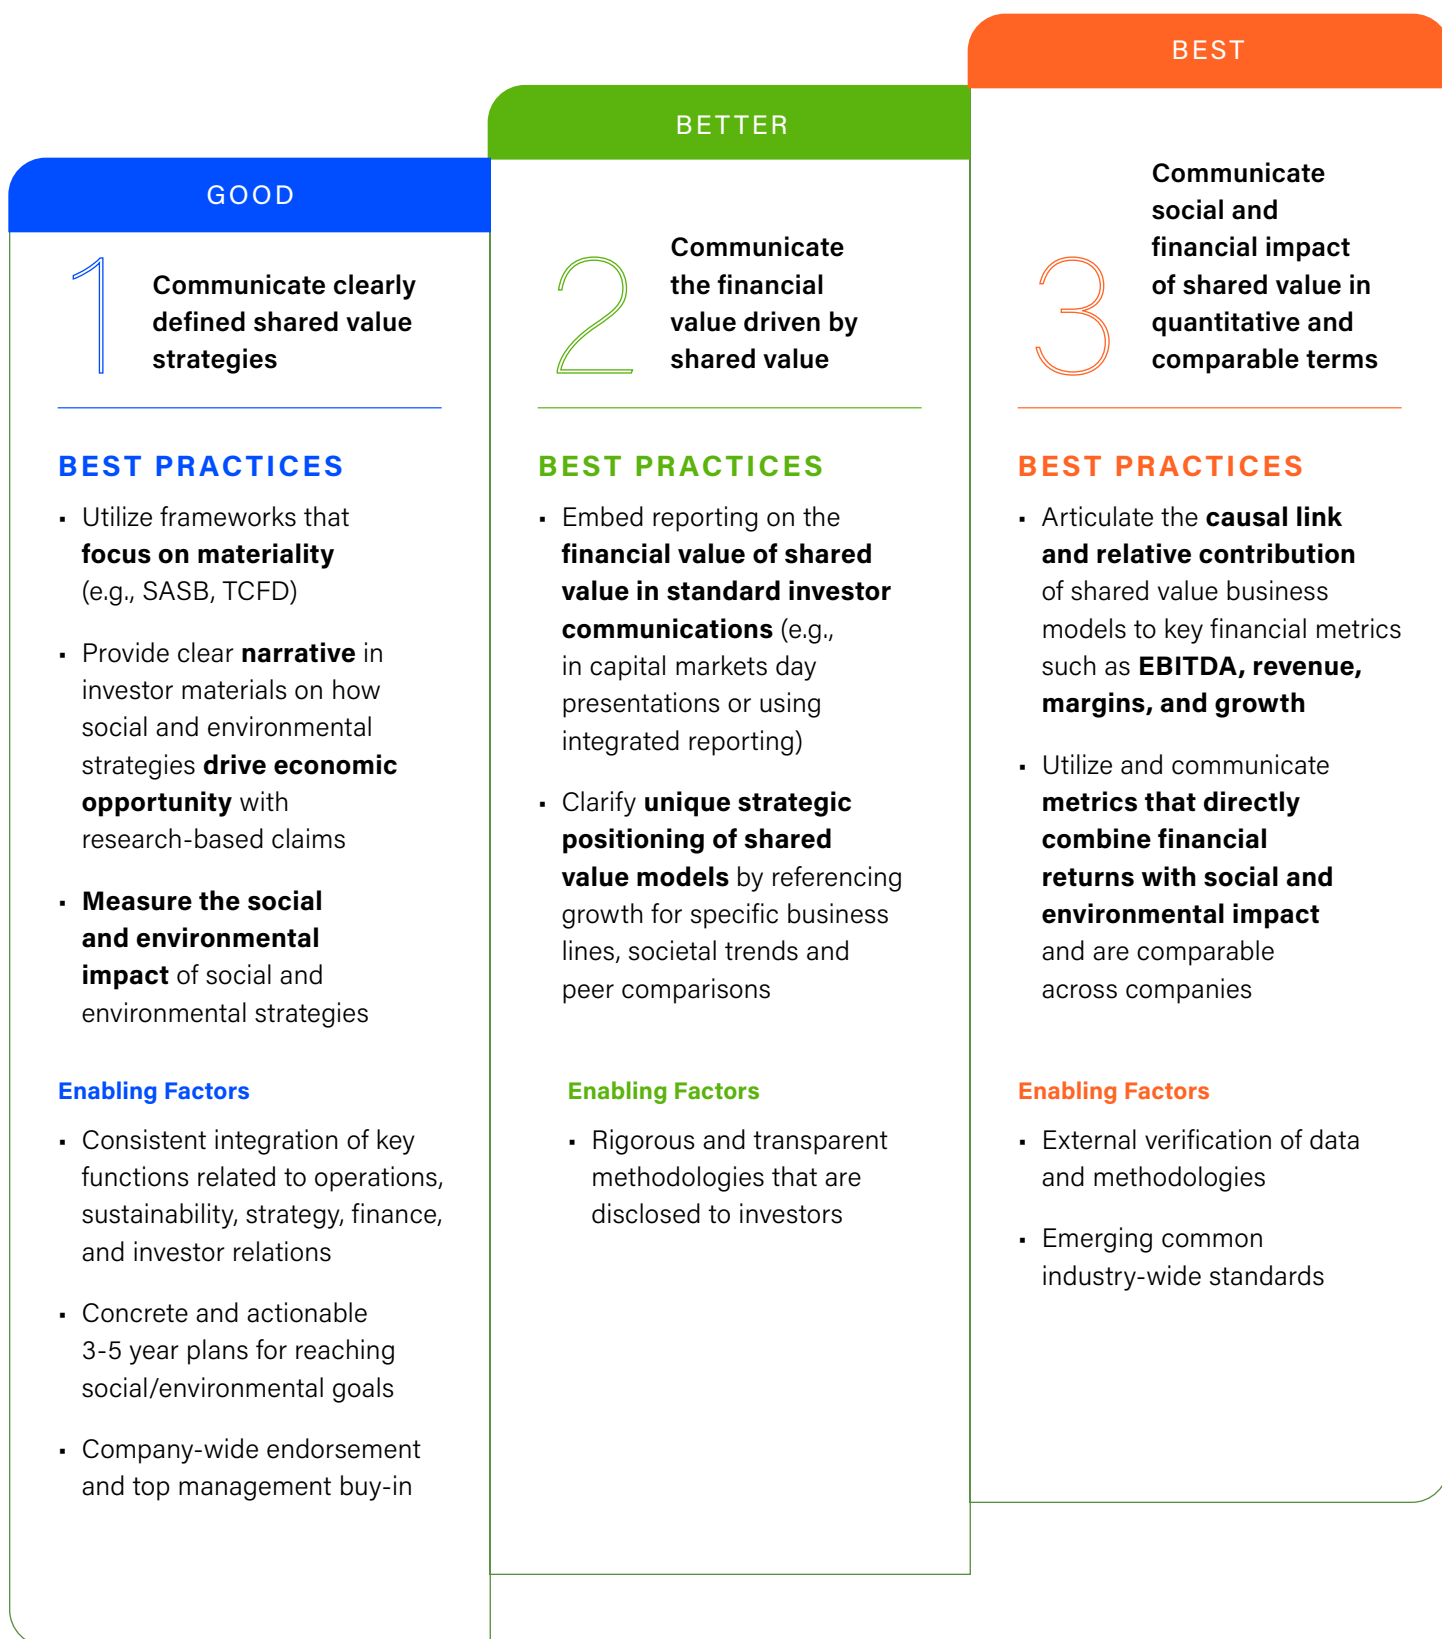 GOOD
1
Communicate clearly
defined shared value
strategies
BEST PRACTICES
▪ Utilize frameworks that
focus on materiality
(e.g., SASB, TCFD)
▪ Provide clear narrative in
investor materials on how
social and environmental
strategies drive economic
opportunity with
research-based claims
▪ Measure the social
and environmental
impact of social and
environmental strategies
Enabling Factors
▪ Consistent integration of key
functions related to operations,
sustainability, strategy, finance,
and investor relations
▪ Concrete and actionable
3-5 year plans for reaching
social/environmental goals
▪ Company-wide endorsement
and top management buy-in
BETTER
2
Communicate
the financial
value driven by
shared value
BEST PRACTICES
▪ Embed reporting on the
financial value of shared
value in standard investor
communications (e.g.,
in capital markets day
presentations or using
integrated reporting)
▪ Clarify unique strategic
positioning of shared
value models by referencing
growth for specific business
lines, societal trends and
peer comparisons
Enabling Factors
▪ Rigorous and transparent
methodologies that are
disclosed to investors
BEST
3
Communicate
social and
financial impact
of shared value in
quantitative and
comparable terms
BEST PRACTICES
▪ Articulate the causal link
and relative contribution
of shared value business
models to key financial metrics
such as EBITDA, revenue,
margins, and growth
▪ Utilize and communicate
metrics that directly
combine financial
returns with social and
environmental impact
and are comparable
across companies
Enabling Factors
▪ External verification of data
and methodologies
▪ Emerging common
industry-wide standards